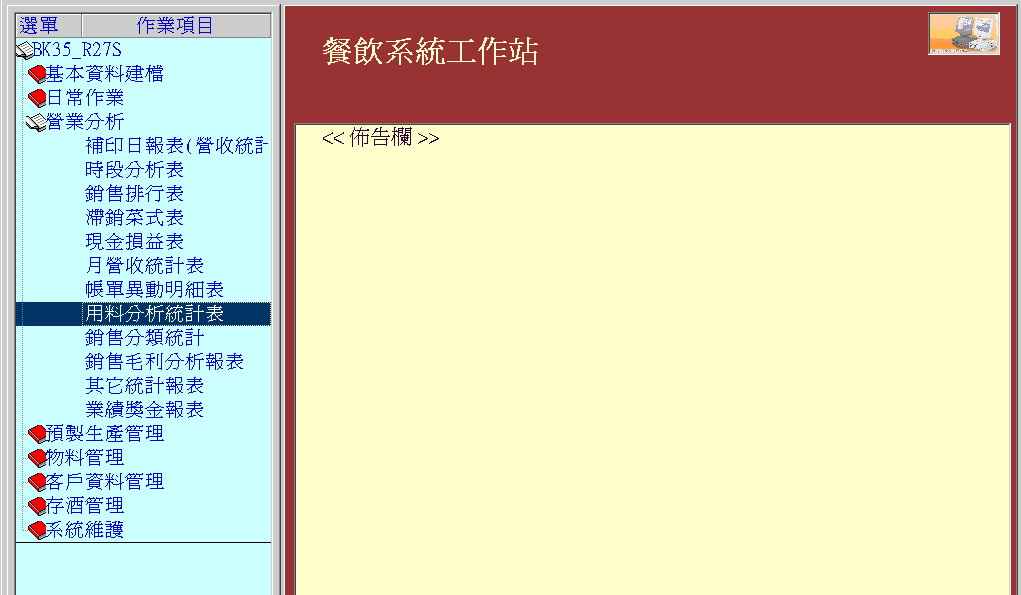 選單 作業項目
BK35_R27S
基本資料建檔
日常作業
營業分析
補印日報表(營收統計
時段分析表
銷售排行表
滯銷菜式表
現金損益表
月營收統計表
帳單異動明細表
用料分析統計表
銷售分類統計
銷售毛利分析報表
其它統計報表
業績獎金報表
預製生產管理
物料管理
客戶資料管理
存酒管理
系統維護
餐飲系統工作站
<< 佈告欄 >>